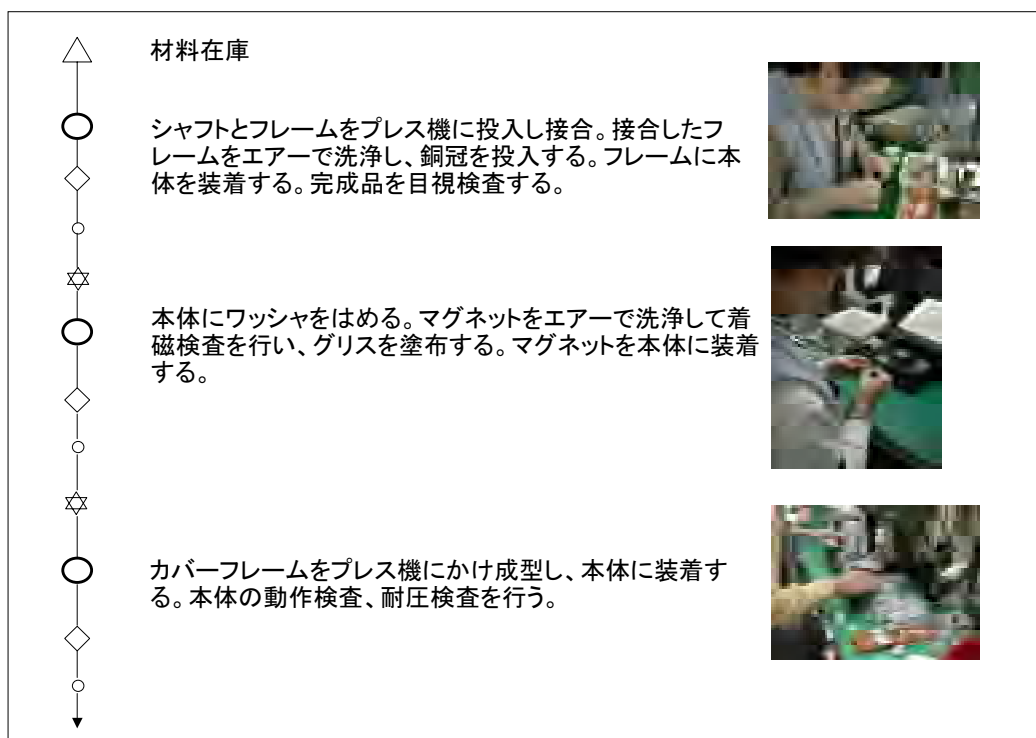 材料在庫
シャフトとフレームをプレス機に投入し接合。接合したフ
レームをエアーで洗浄し、銅冠を投入する。フレームに本
体を装着する。完成品を目視検査する。
本体にワッシャをはめる。マグネットをエアーで洗浄して着
磁検査を行い、グリスを塗布する。マグネットを本体に装着
する。
カバーフレームをプレス機にかけ成型し、本体に装着す
る。本体の動作検査、耐圧検査を行う。